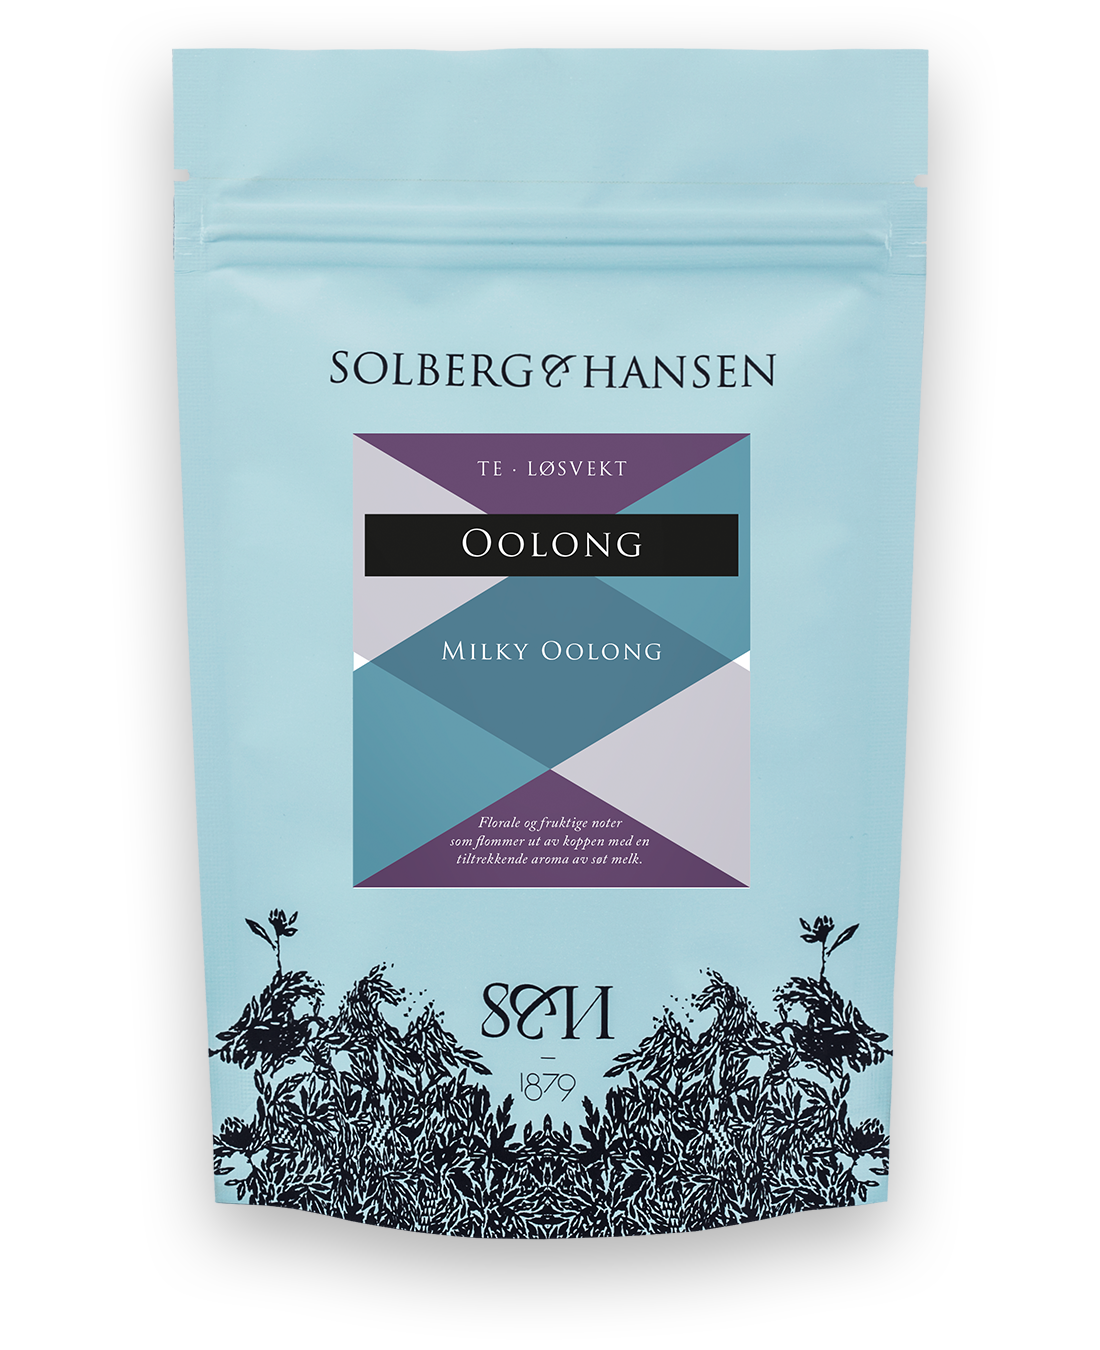 SOLBERG & HANSEN
TE · LØSVEKT
OOLONG
MILKY OOLONG
Florale og fruktige noter
som flommer ut av koppen med en
tiltrekkende aroma av søt melk.
S&H
–
1879